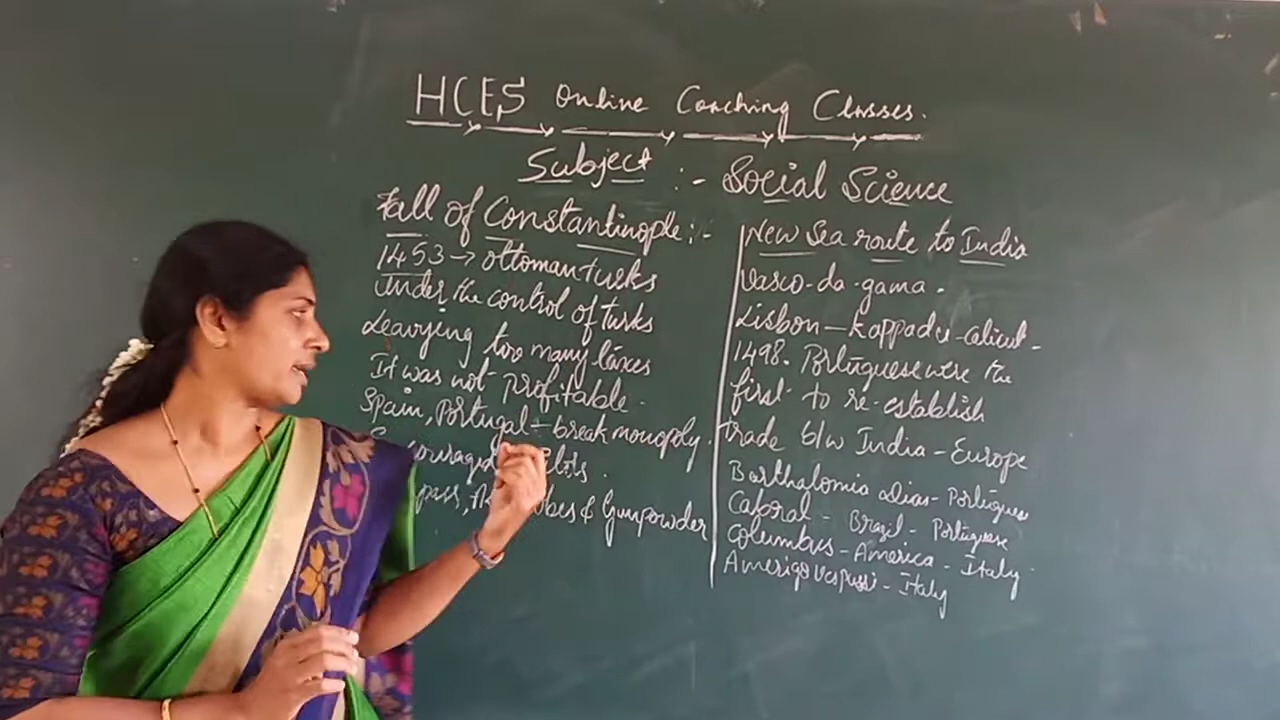 HCES Online Coaching Classes.
Subject :- Social Science
Fall of Constantinople :-
1453 → Ottoman turks
under the control of turks
Leavying too many taxes
It was not profitable.
Spain, Portugal - break monopoly.
& Gunpowder
New Sea route to India
Vasco-da-gama.
Lisbon - Kappadu - calicut -
1498. Portuguese were the
first to re-establish
trade b/w India - Europe
Barthalomia dias - Portuguese
Cabral - Brazil - Portuguese
Columbus - America - Italy.
Amerigo vespussi - Italy